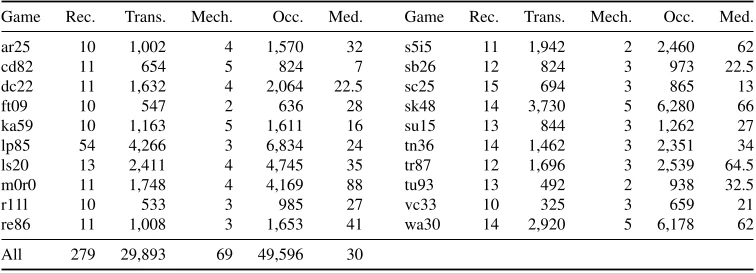 Game Rec. Trans. Mech. Occ. Med. Game Rec. Trans. Mech. Occ. Med.
ar25 10 1,002 4 1,570 32 s5i5 11 1,942 2 2,460 62
cd82 11 654 5 824 7 sb26 12 824 3 973 22.5
dc22 11 1,632 4 2,064 22.5 sc25 15 694 3 865 13
ft09 10 547 2 636 28 sk48 14 3,730 5 6,280 66
ka59 10 1,163 5 1,611 16 su15 13 844 3 1,262 27
lp85 54 4,266 3 6,834 24 tn36 14 1,462 3 2,351 34
ls20 13 2,411 4 4,745 35 tr87 12 1,696 3 2,539 64.5
m0r0 11 1,748 4 4,169 88 tu93 13 492 2 938 32.5
r11l 10 533 3 985 27 vc33 10 325 3 659 21
re86 11 1,008 3 1,653 41 wa30 14 2,920 5 6,178 62
All 279 29,893 69 49,596 30